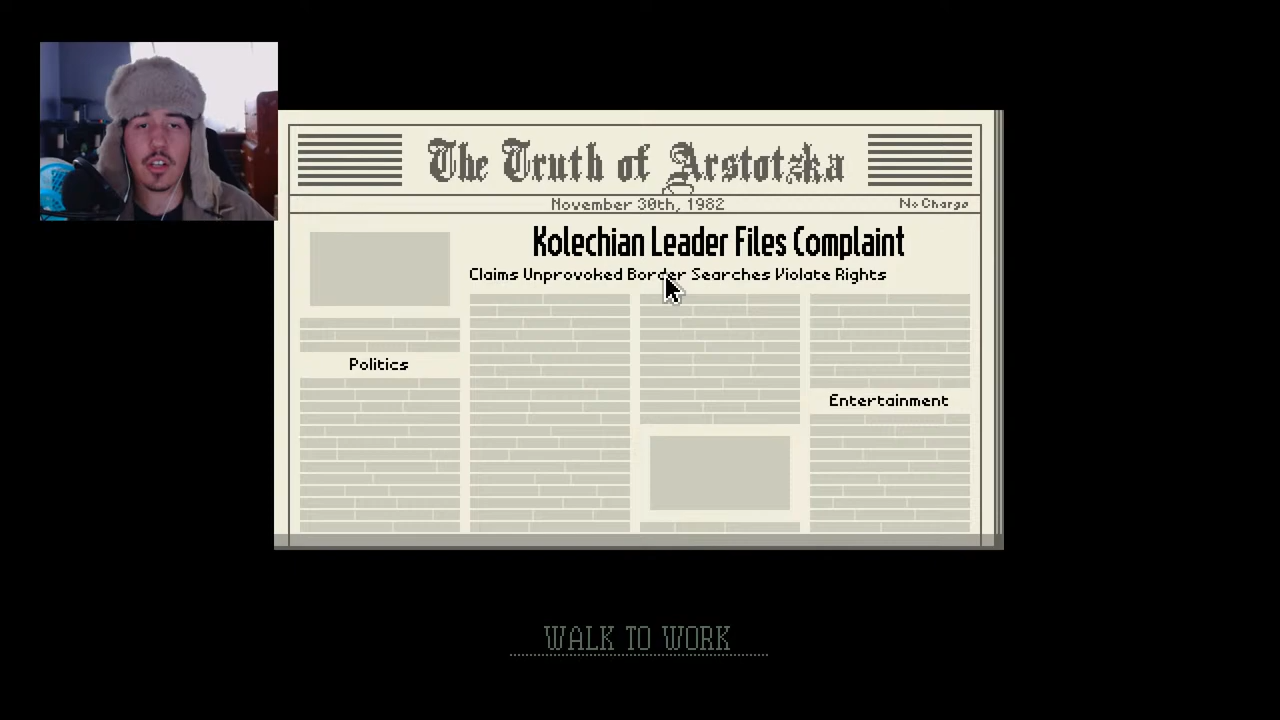 The Truth of Arstotzka
November 30th, 1982
No Charge
Kolechian Leader Files Complaint
Claims Unprovoked Border Searches Violate Rights
Politics
Entertainment
WALK TO WORK